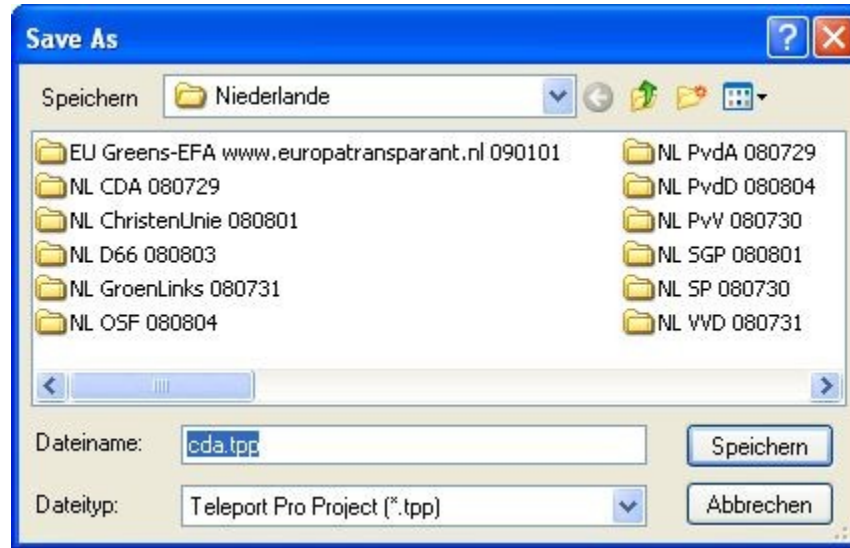 Save As
Speichern Niederlande
EU Greens-EFA www.europatransparant.nl 090101
NL CDA 080729
NL ChristenUnie 080801
NL D66 080803
NL GroenLinks 080731
NL OSF 080804
NL PvdA 080729
NL PvdD 080804
NL PvV 080730
NL SGP 080801
NL SP 080730
NL VVD 080731
Dateiname: cda.tpp Speichern
Dateityp: Teleport Pro Project (*.tpp) Abbrechen